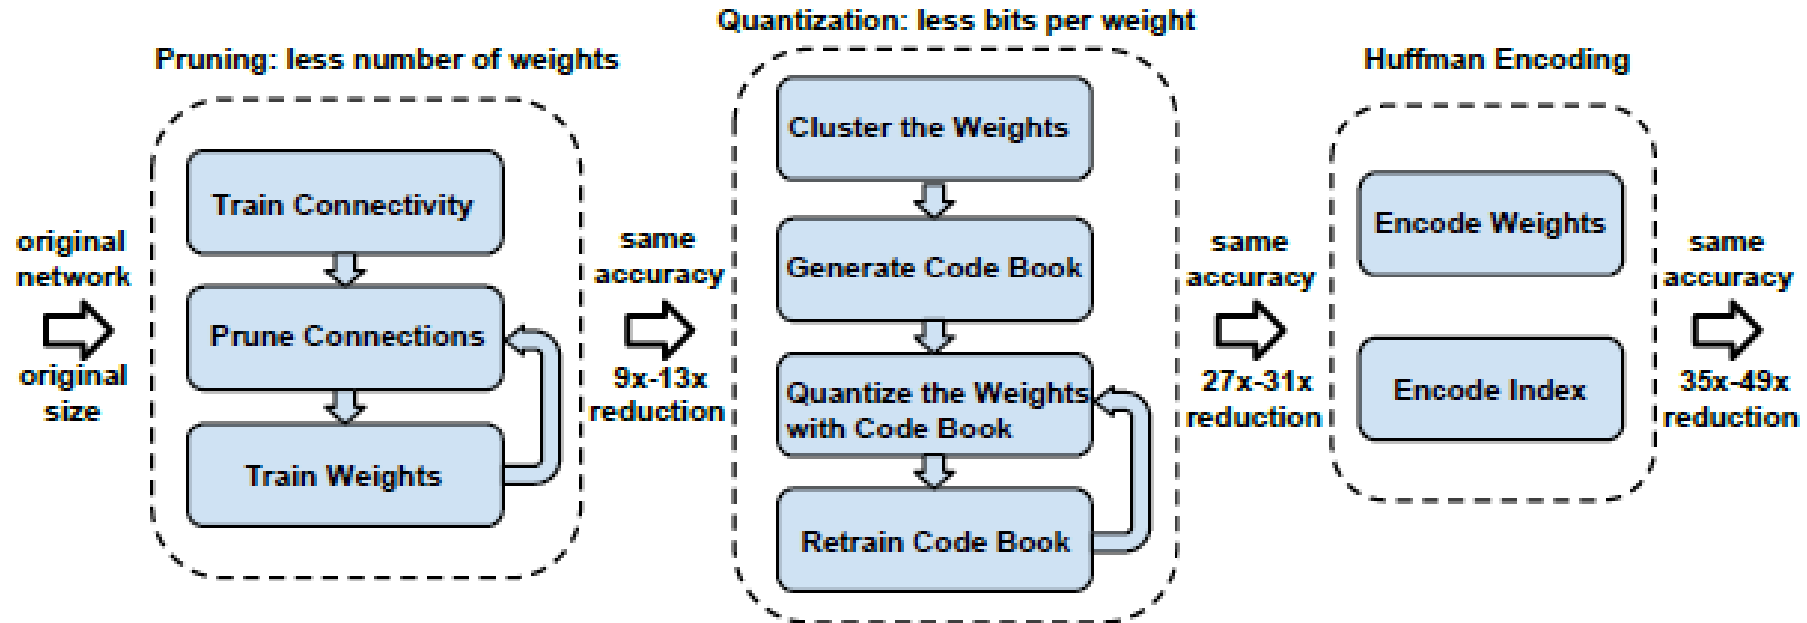 Pruning: less number of weights
Train Connectivity
Prune Connections
Train Weights
original
network
original
size
same
accuracy
9x-13x
reduction
Quantization: less bits per weight
Cluster the Weights
Generate Code Book
Quantize the Weights
with Code Book
Retrain Code Book
same
accuracy
27x-31x
reduction
Huffman Encoding
Encode Weights
Encode Index
same
accuracy
35x-49x
reduction